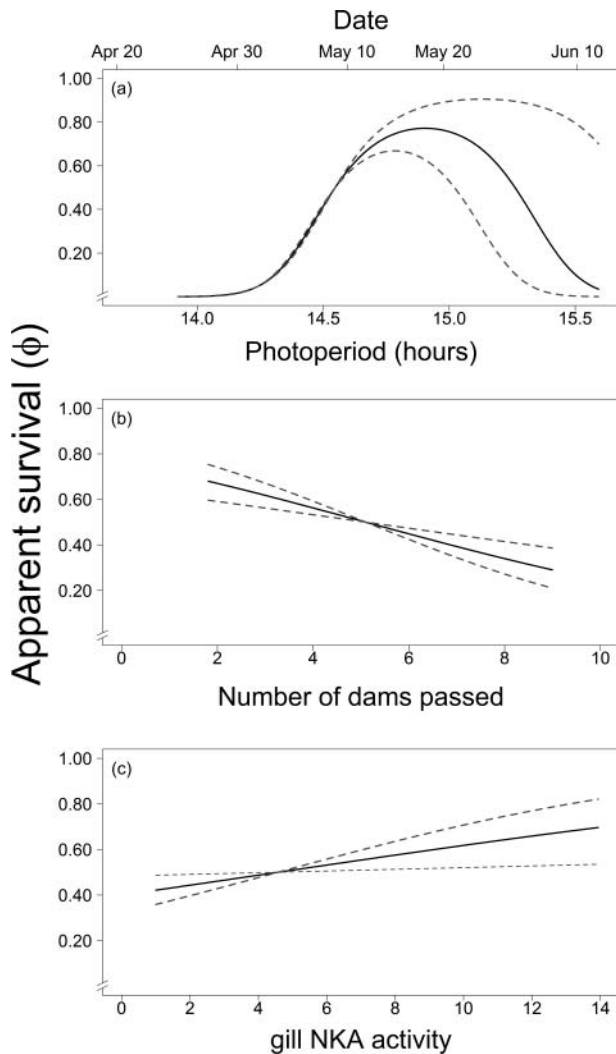 Date
Apr 20 Apr 30 May 10 May 20 Jun 10
(a)
1.00
0.80
0.60
0.40
0.20
14.0 14.5 15.0 15.5
Photoperiod (hours)
Apparent survival (ϕ)
(b)
1.00
0.80
0.60
0.40
0.20
0 2 4 6 8 10
Number of dams passed
(c)
1.00
0.80
0.60
0.40
0.20
0 2 4 6 8 10 12 14
gill NKA activity